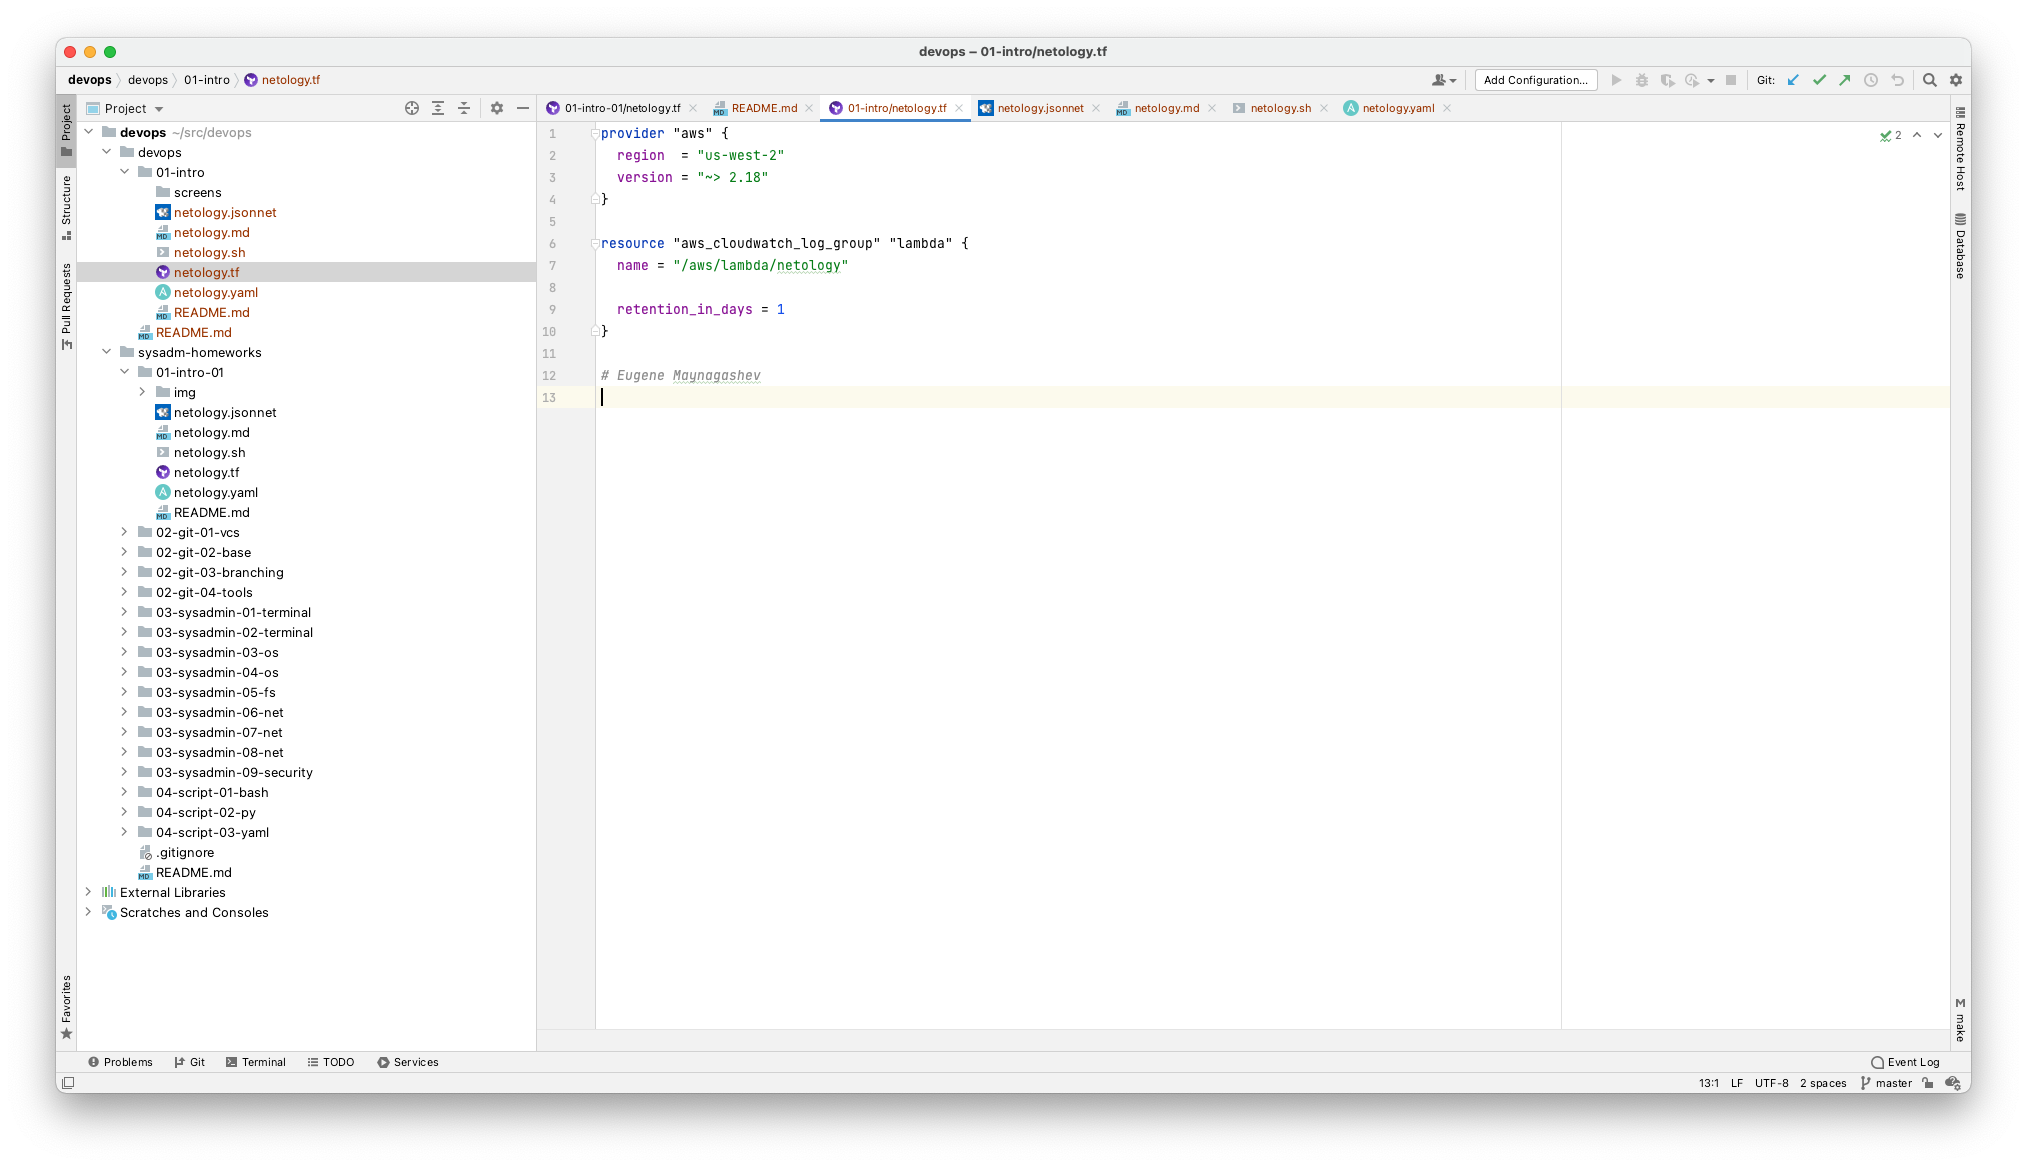 devops – 01-intro/netology.tf
devops devops 01-intro netology.tf
Add Configuration...
Git:
Project
Structure
Pull Requests
Favorites
Project
devops ~/src/devops
devops
01-intro
screens
netology.jsonnet
netology.md
netology.sh
netology.tf
netology.yaml
README.md
README.md
sysadm-homeworks
01-intro-01
img
netology.jsonnet
netology.md
netology.sh
netology.tf
netology.yaml
README.md
02-git-01-vcs
02-git-02-base
02-git-03-branching
02-git-04-tools
03-sysadmin-01-terminal
03-sysadmin-02-terminal
03-sysadmin-03-os
03-sysadmin-04-os
03-sysadmin-05-fs
03-sysadmin-06-net
03-sysadmin-07-net
03-sysadmin-08-net
03-sysadmin-09-security
04-script-01-bash
04-script-02-py
04-script-03-yaml
.gitignore
README.md
External Libraries
Scratches and Consoles
01-intro-01/netology.tf README.md 01-intro/netology.tf netology.jsonnet netology.md netology.sh netology.yaml
1 provider "aws" {
2 region  = "us-west-2"
3 version = "~> 2.18"
4 }
5
6 resource "aws_cloudwatch_log_group" "lambda" {
7 name = "/aws/lambda/netology"
8
9 retention_in_days = 1
10 }
11
12 # Eugene Maynagashev
13
2
Remote Host
Database
M make
Problems Git Terminal TODO Services
Event Log
13:1 LF UTF-8 2 spaces master